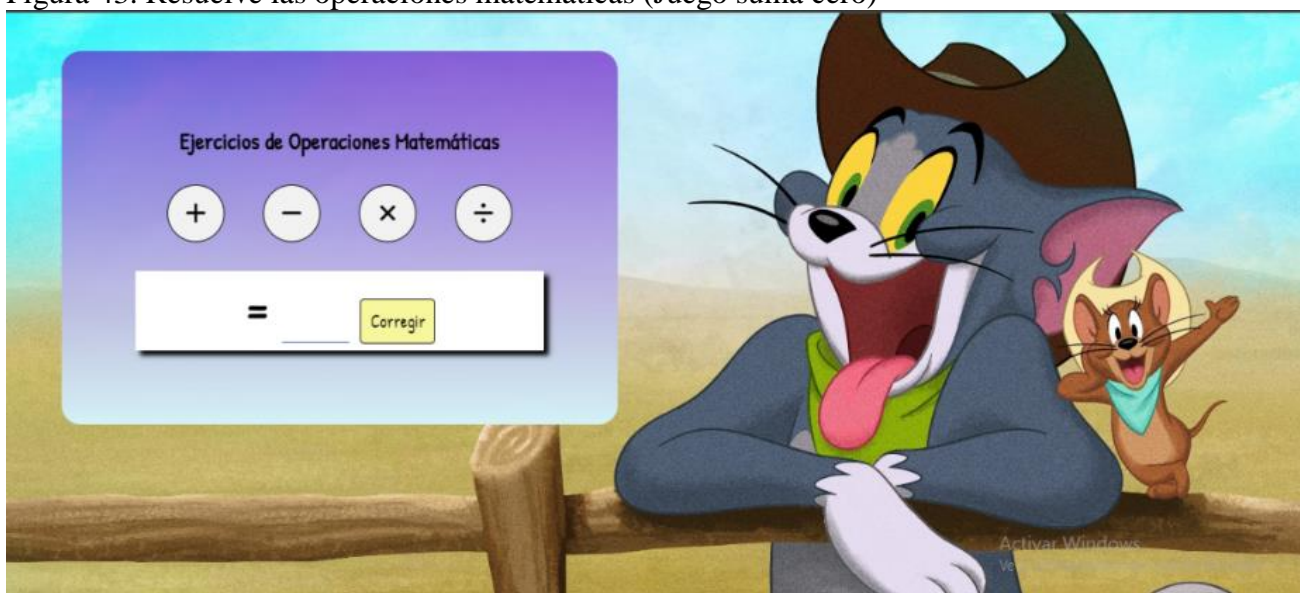 Figura 43. Resuelve las operaciones matemáticas (Juego suma cero)
Ejercicios de Operaciones Matemáticas
+ − × ÷
= Corregir
Activar Windows